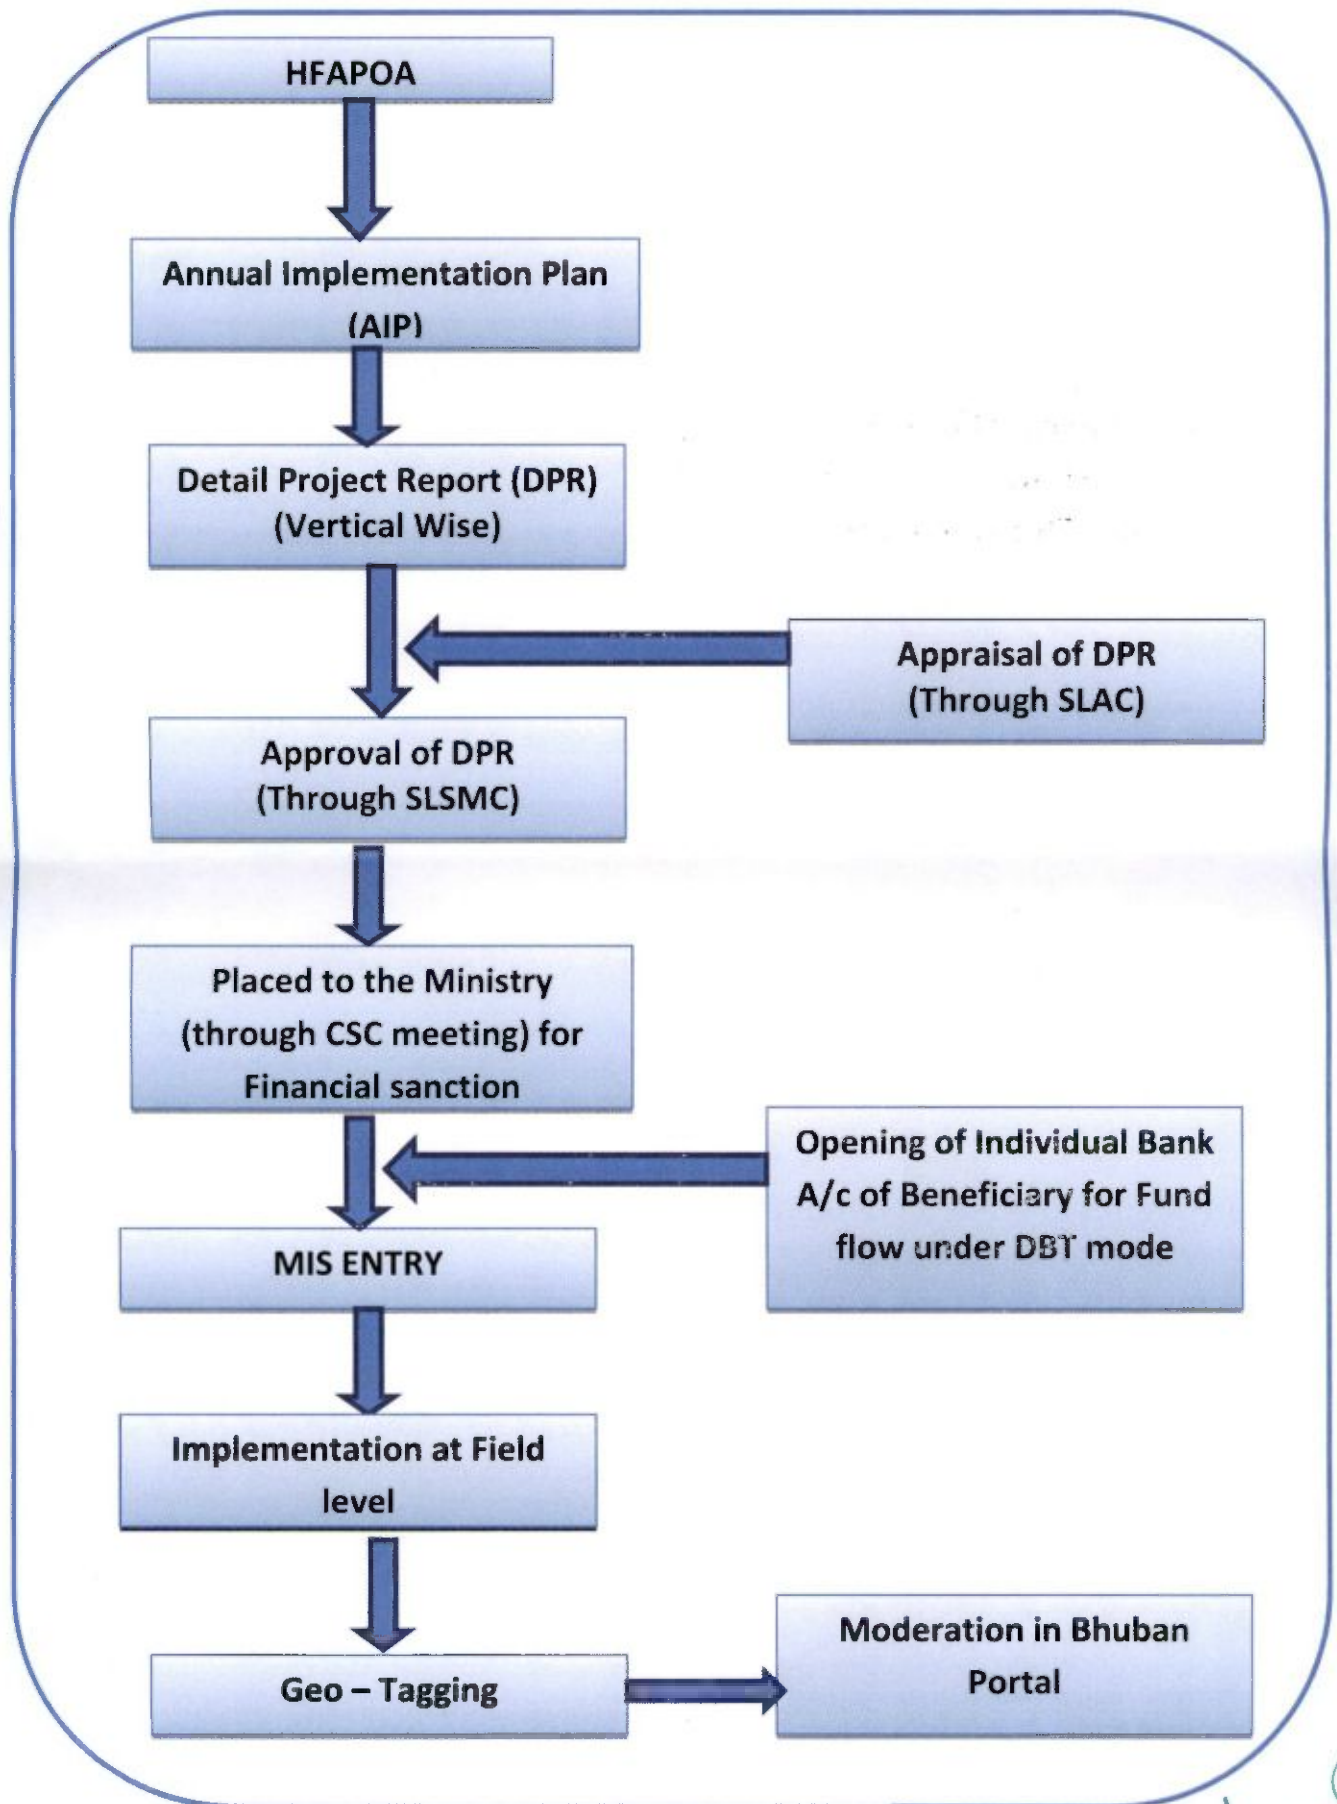 HFAPOA
Annual Implementation Plan
(AIP)
Detail Project Report (DPR)
(Vertical Wise)
Appraisal of DPR
(Through SLAC)
Approval of DPR
(Through SLSMC)
Placed to the Ministry
(through CSC meeting) for
Financial sanction
Opening of Individual Bank
A/c of Beneficiary for Fund
flow under DBT mode
MIS ENTRY
Implementation at Field
level
Geo – Tagging
Moderation in Bhuban
Portal